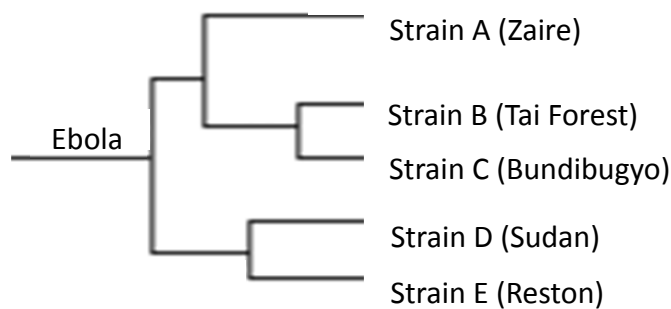 Strain A (Zaire)
Strain B (Tai Forest)
Ebola
Strain C (Bundibugyo)
Strain D (Sudan)
Strain E (Reston)